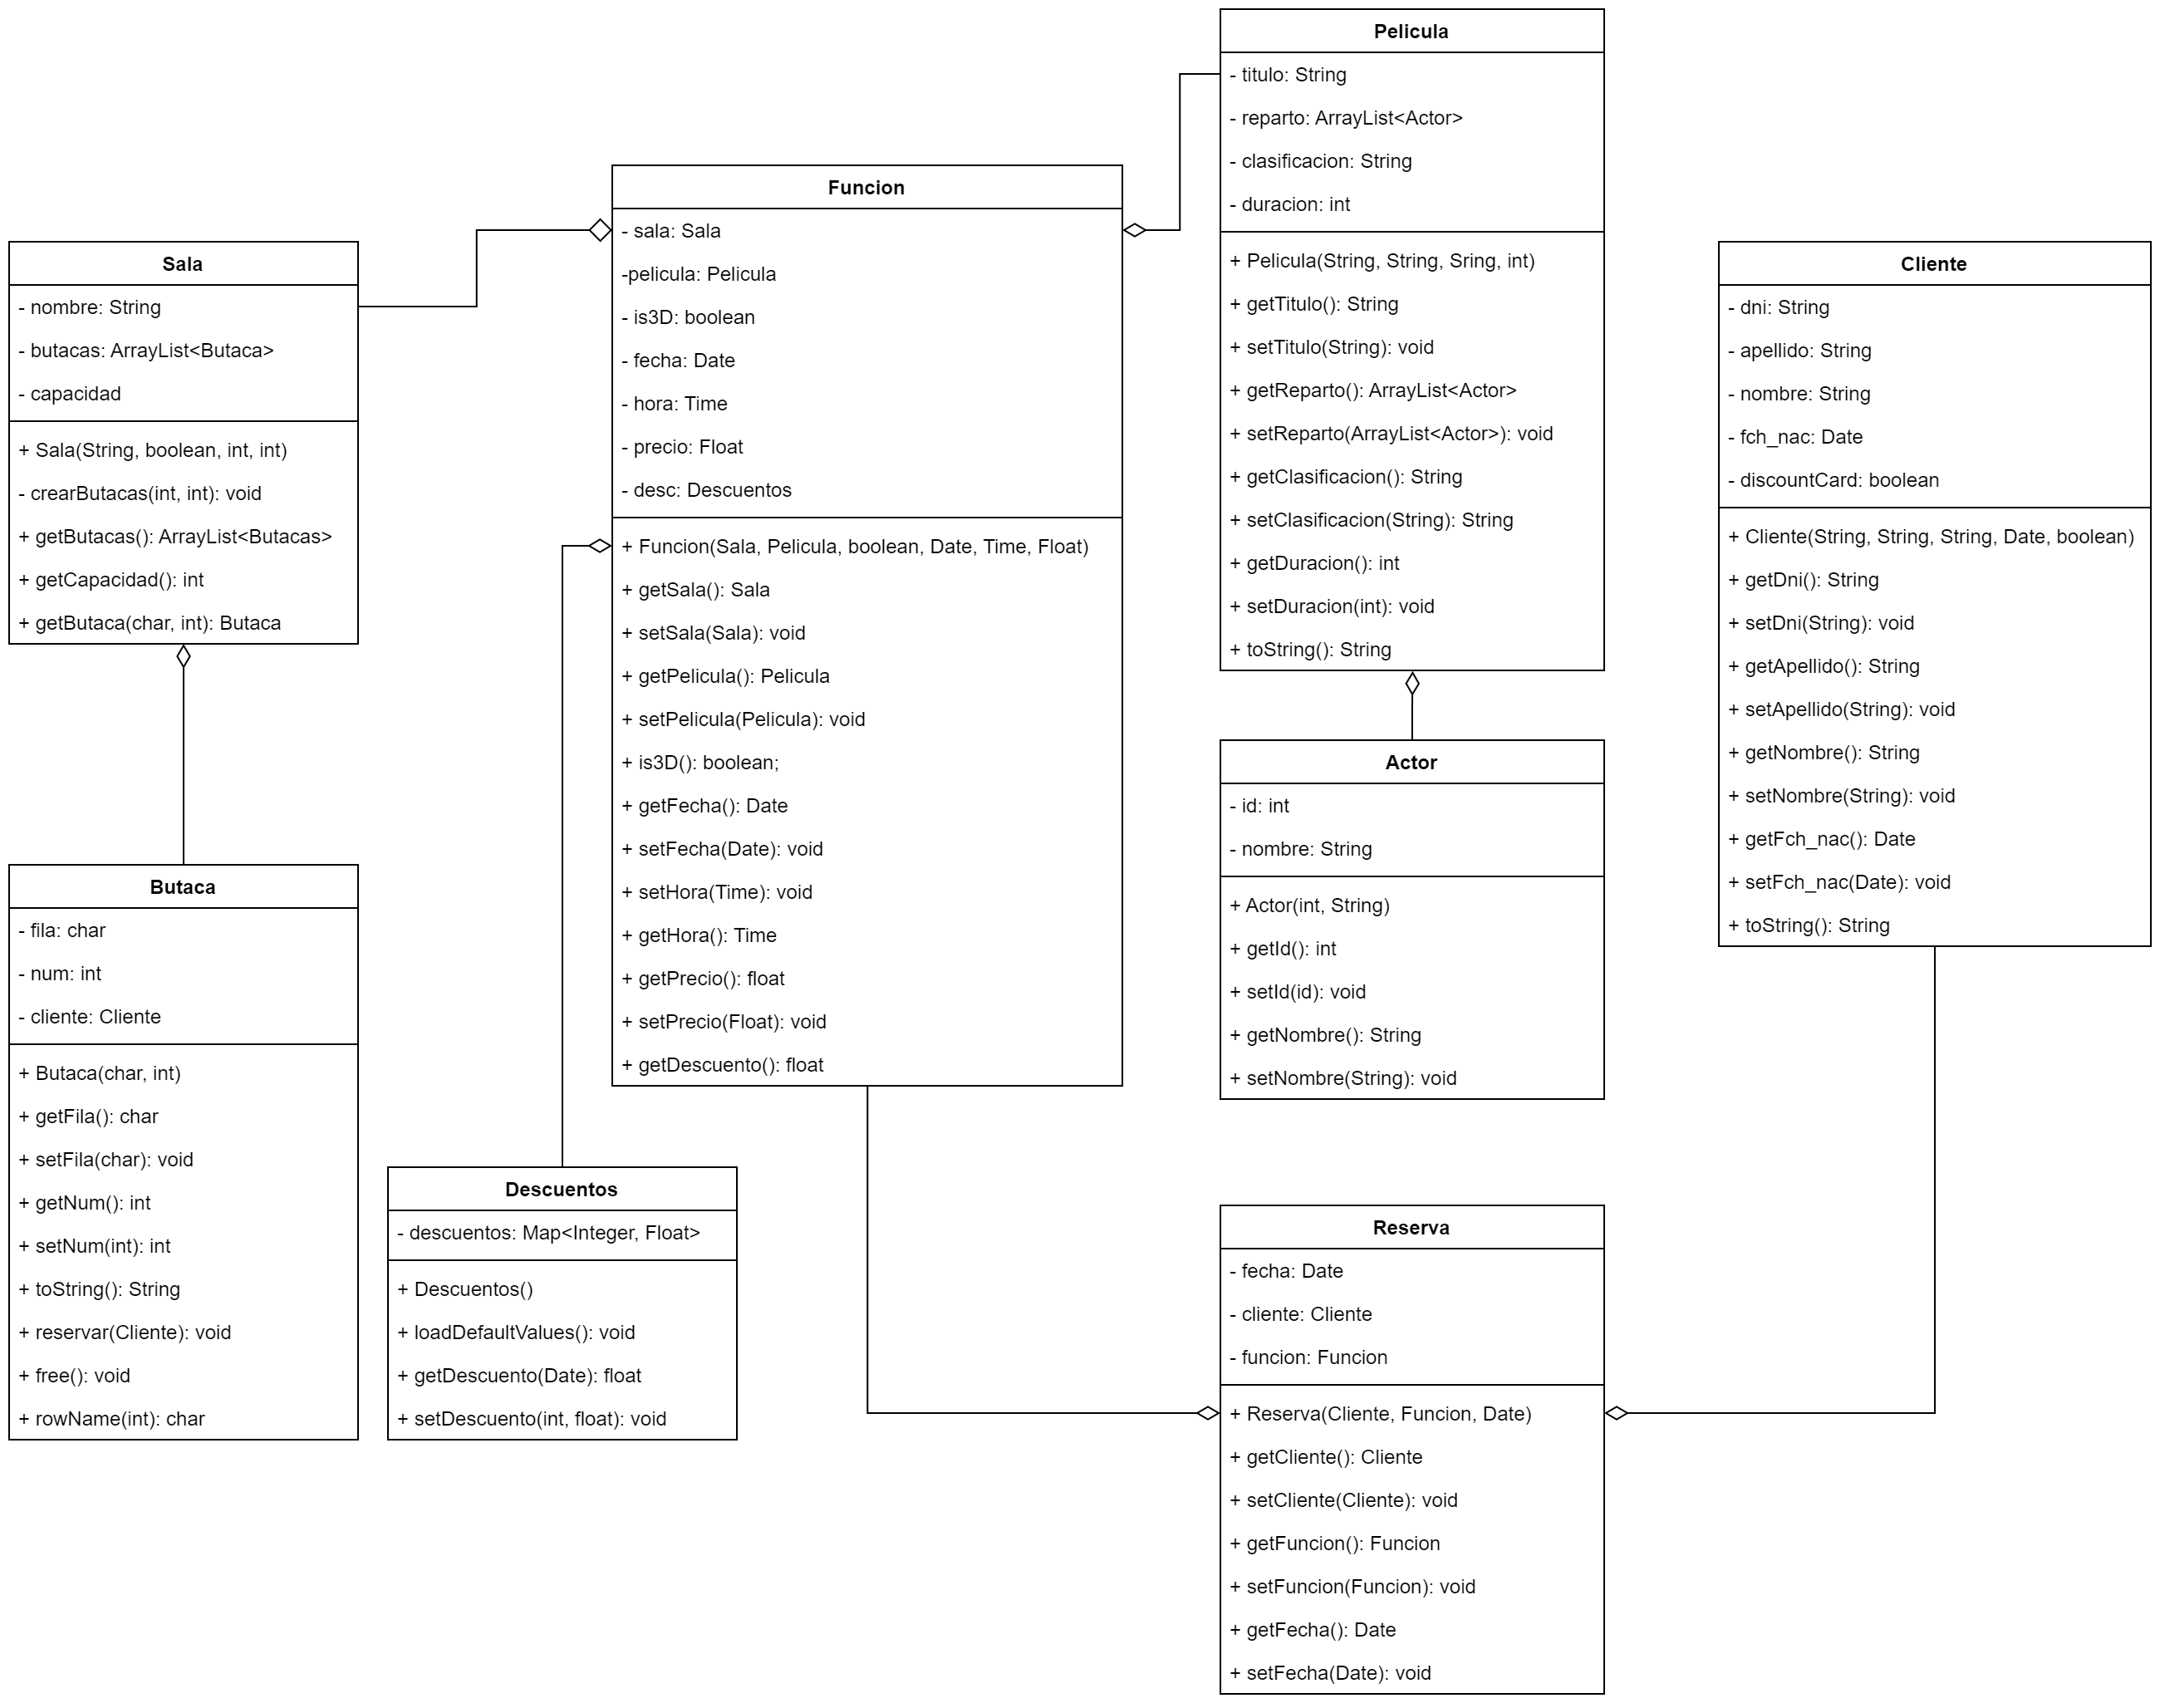 Pelicula
- titulo: String
- reparto: ArrayList<Actor>
- clasificacion: String
- duracion: int
+ Pelicula(String, String, Sring, int)
+ getTitulo(): String
+ setTitulo(String): void
+ getReparto(): ArrayList<Actor>
+ setReparto(ArrayList<Actor>): void
+ getClasificacion(): String
+ setClasificacion(String): String
+ getDuracion(): int
+ setDuracion(int): void
+ toString(): String
Funcion
- sala: Sala
-pelicula: Pelicula
- is3D: boolean
- fecha: Date
- hora: Time
- precio: Float
- desc: Descuentos
+ Funcion(Sala, Pelicula, boolean, Date, Time, Float)
+ getSala(): Sala
+ setSala(Sala): void
+ getPelicula(): Pelicula
+ setPelicula(Pelicula): void
+ is3D(): boolean;
+ getFecha(): Date
+ setFecha(Date): void
+ setHora(Time): void
+ getHora(): Time
+ getPrecio(): float
+ setPrecio(Float): void
+ getDescuento(): float
Sala
- nombre: String
- butacas: ArrayList<Butaca>
- capacidad
+ Sala(String, boolean, int, int)
- crearButacas(int, int): void
+ getButacas(): ArrayList<Butacas>
+ getCapacidad(): int
+ getButaca(char, int): Butaca
Cliente
- dni: String
- apellido: String
- nombre: String
- fch_nac: Date
- discountCard: boolean
+ Cliente(String, String, String, Date, boolean)
+ getDni(): String
+ setDni(String): void
+ getApellido(): String
+ setApellido(String): void
+ getNombre(): String
+ setNombre(String): void
+ getFch_nac(): Date
+ setFch_nac(Date): void
+ toString(): String
Actor
- id: int
- nombre: String
+ Actor(int, String)
+ getId(): int
+ setId(id): void
+ getNombre(): String
+ setNombre(String): void
Butaca
- fila: char
- num: int
- cliente: Cliente
+ Butaca(char, int)
+ getFila(): char
+ setFila(char): void
+ getNum(): int
+ setNum(int): int
+ toString(): String
+ reservar(Cliente): void
+ free(): void
+ rowName(int): char
Descuentos
- descuentos: Map<Integer, Float>
+ Descuentos()
+ loadDefaultValues(): void
+ getDescuento(Date): float
+ setDescuento(int, float): void
Reserva
- fecha: Date
- cliente: Cliente
- funcion: Funcion
+ Reserva(Cliente, Funcion, Date)
+ getCliente(): Cliente
+ setCliente(Cliente): void
+ getFuncion(): Funcion
+ setFuncion(Funcion): void
+ getFecha(): Date
+ setFecha(Date): void